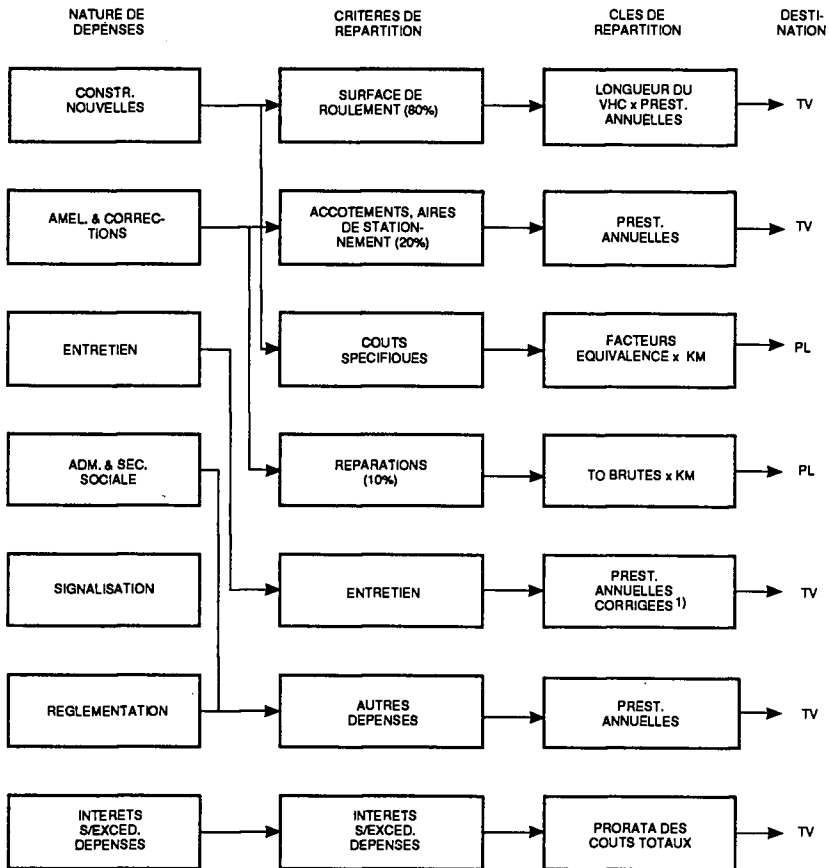 NATURE DE
DEPENSES
CRITERES DE
REPARTITION
CLES DE
REPARTITION
DESTI-
NATION
CONSTR.
NOUVELLES
SURFACE DE
ROULEMENT (80%)
LONGUEUR DU
VHC x PREST.
ANNUELLES
TV
AMEL. & CORREC-
TIONS
ACCOTEMENTS, AIRES
DE STATION-
NEMENT (20%)
PREST.
ANNUELLES
TV
ENTRETIEN
COUTS
SPECIFIQUES
FACTEURS
EQUIVALENCE x KM
PL
ADM. & SEC.
SOCIALE
REPARATIONS
(10%)
TO BRUTES x KM
PL
SIGNALISATION
ENTRETIEN
PREST.
ANNUELLES
CORRIGEES 1)
TV
REGLEMENTATION
AUTRES
DEPENSES
PREST.
ANNUELLES
TV
INTERETS
S/EXCED.
DEPENSES
INTERETS
S/EXCED.
DEPENSES
PRORATA DES
COUTS TOTAUX
TV